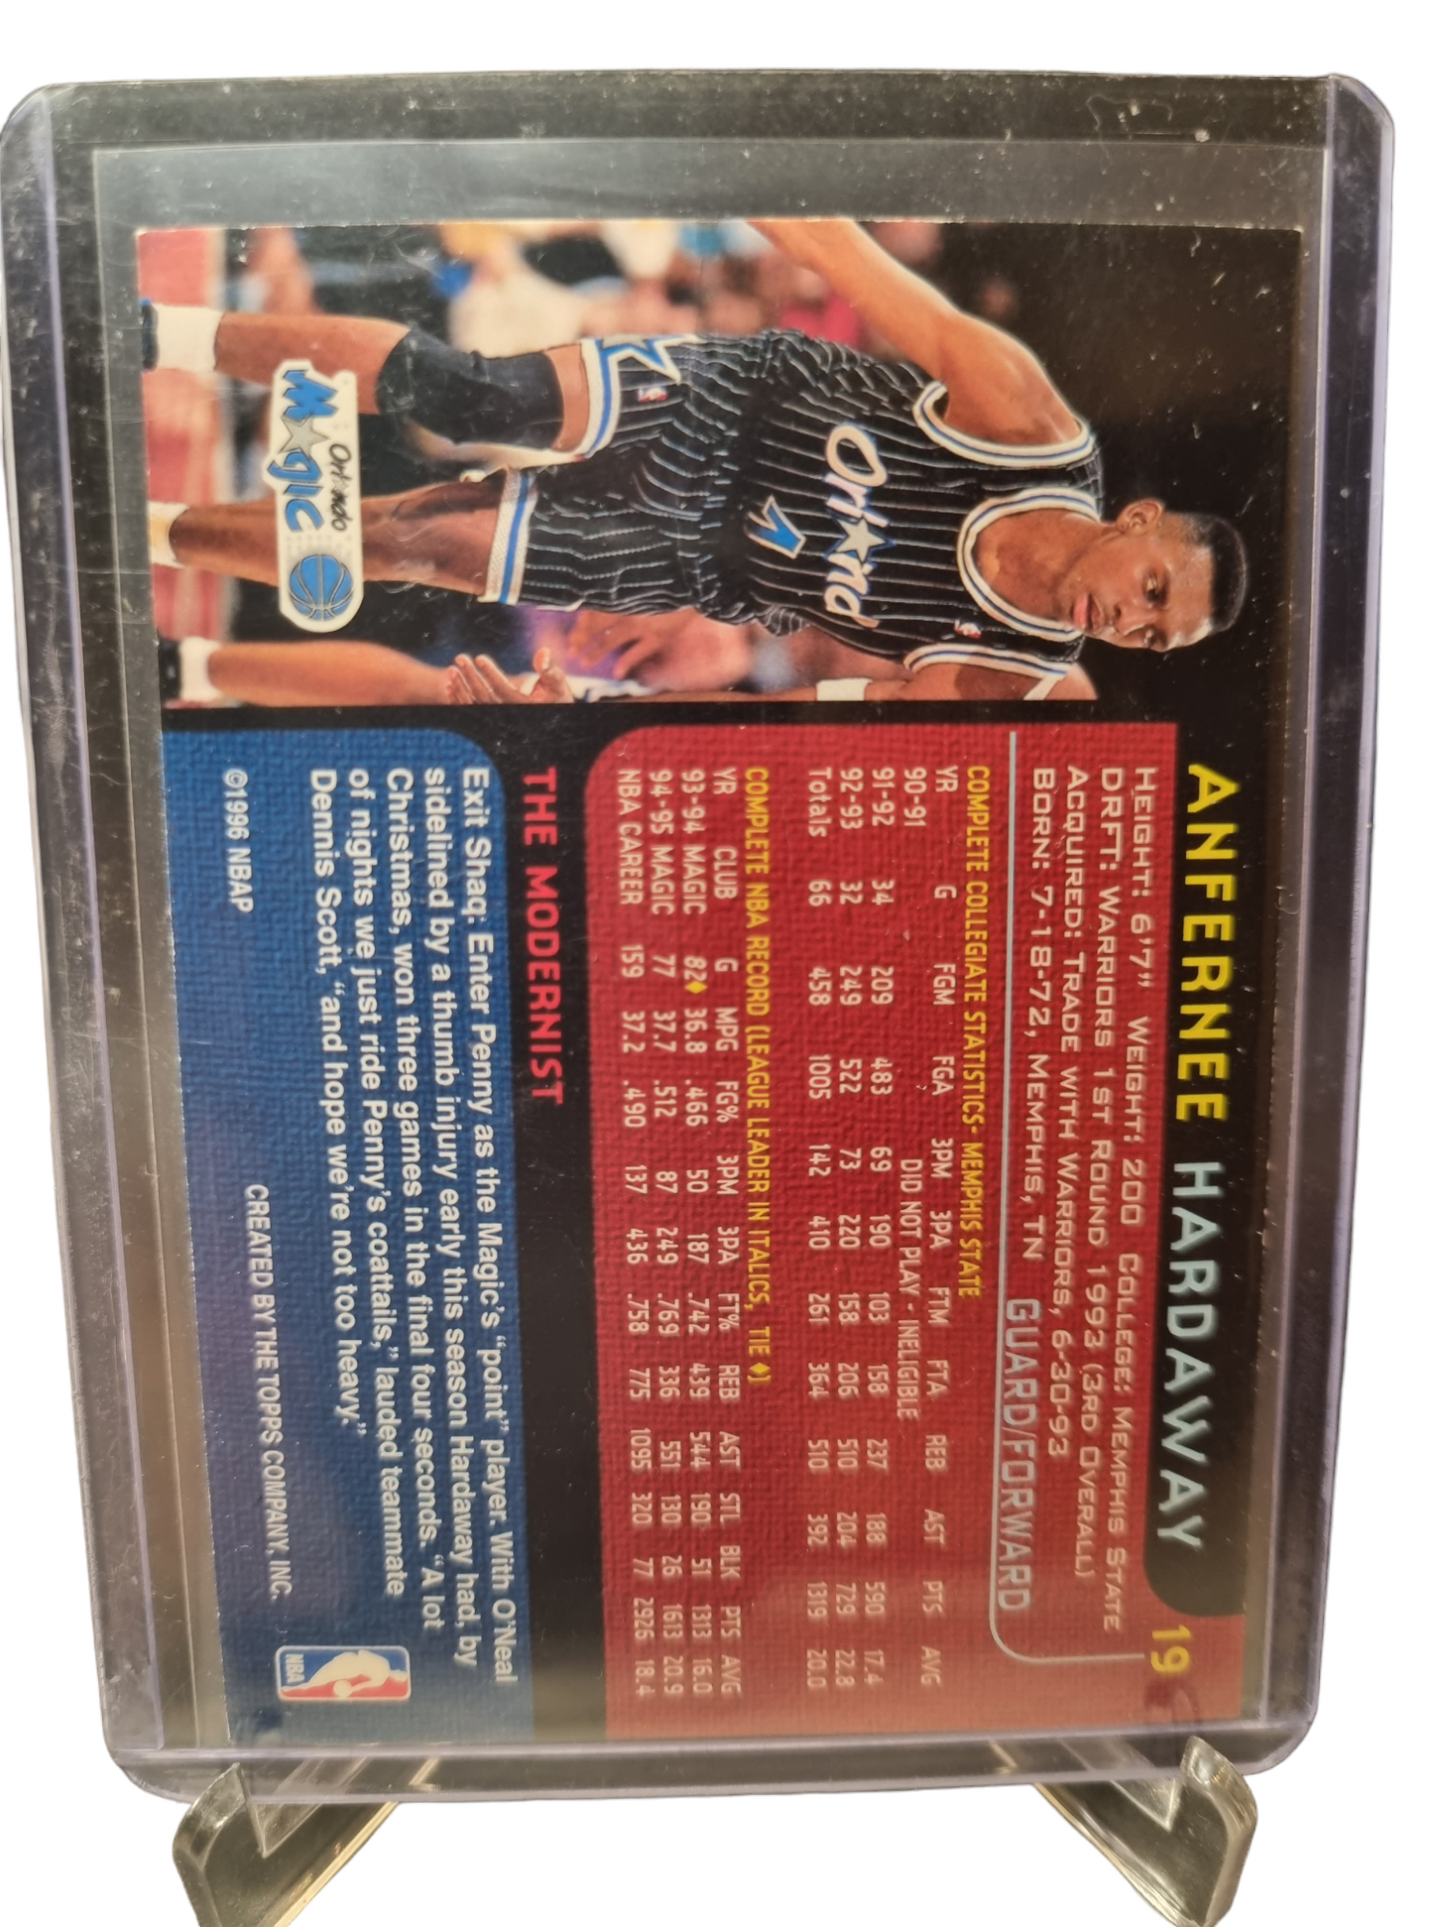 ANFERNEE HARDAWAY 19
HEIGHT: 6'7" WEIGHT: 200 COLLEGE: MEMPHIS STATE
DRFT: WARRIORS 1ST ROUND 1993 (3RD OVERALL)
ACQUIRED: TRADE WITH WARRIORS, 6-30-93
BORN: 7-18-72, MEMPHIS, TN GUARD/FORWARD
COMPLETE COLLEGIATE STATISTICS- MEMPHIS STATE
YR G FGM FGA 3PM 3PA FTM FTA REB AST PTS AVG
90-91 DID NOT PLAY - INELIGIBLE
91-92 34 209 483 69 190 103 158 237 188 590 17.4
92-93 32 249 522 73 220 158 206 510 204 729 22.8
Totals 66 458 1005 142 410 261 364 510 392 1319 20.0
COMPLETE NBA RECORD (LEAGUE LEADER IN ITALICS, TIE ♦)
YR CLUB G MPG FG% 3PM 3PA FT% REB AST STL BLK PTS AVG
93-94 MAGIC 82♦ 36.8 .466 50 187 .742 439 544 190 51 1313 16.0
94-95 MAGIC 77 37.7 .512 87 249 .769 336 551 130 26 1613 20.9
NBA CAREER 159 37.2 .490 137 436 .758 775 1095 320 77 2926 18.4
THE MODERNIST
Exit Shaq: Enter Penny as the Magic's "point" player. With O'Neal
sidelined by a thumb injury early this season Hardaway had, by
Christmas, won three games in the final four seconds. "A lot
of nights we just ride Penny's coattails," lauded teammate
Dennis Scott, "and hope we're not too heavy."
©1996 NBAP CREATED BY THE TOPPS COMPANY, INC.
NBA
Orlando
1
Orlando
Magic